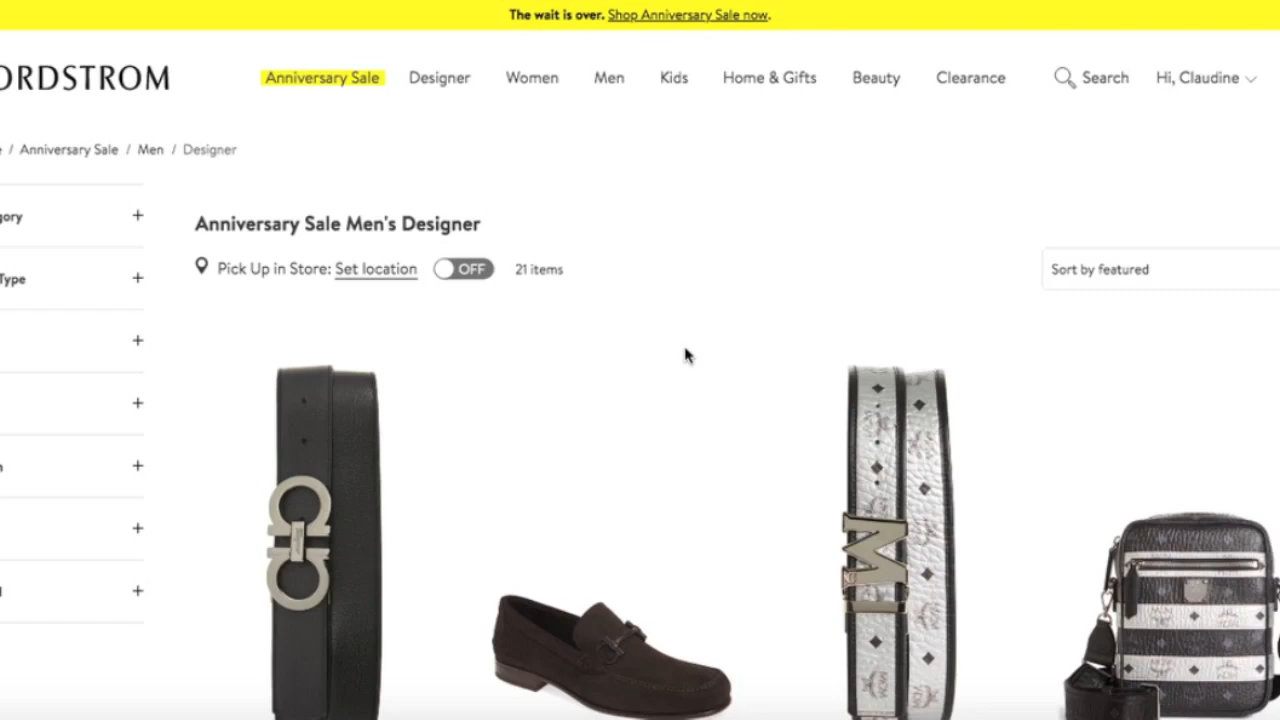 The wait is over. Shop Anniversary Sale now.
ORDSTROM
Anniversary Sale Designer Women Men Kids Home & Gifts Beauty Clearance Search Hi, Claudine
/ Anniversary Sale / Men / Designer
gory +
Anniversary Sale Men's Designer
Pick Up in Store: Set location OFF 21 items
Sort by featured
Type +
+
+
+
+
+
M
MCM